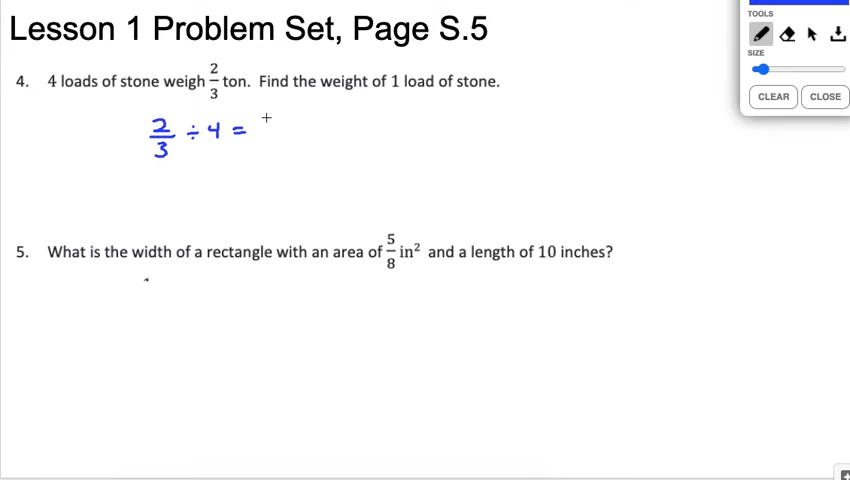 Lesson 1 Problem Set, Page S.5
TOOLS
SIZE
CLEAR CLOSE
4. 4 loads of stone weigh 2/3 ton. Find the weight of 1 load of stone.
2/3 ÷ 4 =
5. What is the width of a rectangle with an area of 5/8 in² and a length of 10 inches?